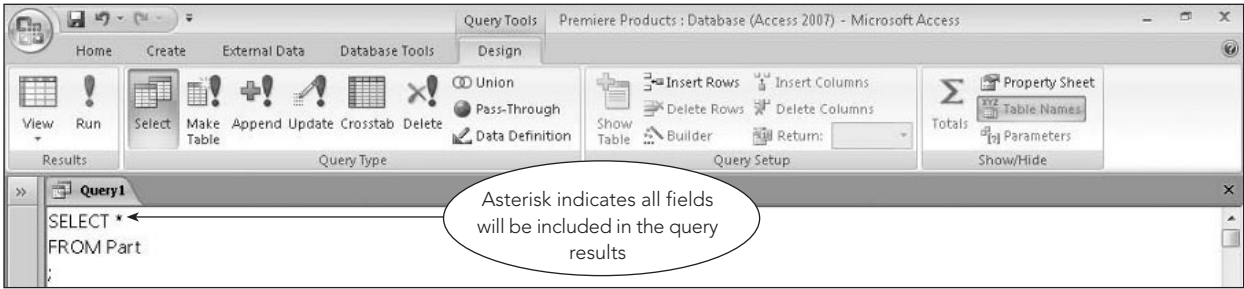 Query Tools
Premiere Products : Database (Access 2007) - Microsoft Access
Home Create External Data Database Tools Design
View
Run
Results
Select
Make Table
Append
Update
Crosstab
Delete
Union
Pass-Through
Data Definition
Query Type
Show Table
Insert Rows
Delete Rows
Builder
Insert Columns
Delete Columns
Return:
Query Setup
Totals
Property Sheet
XYZ Table Names
[?] Parameters
Show/Hide
» Query1 ×
SELECT *
FROM Part
;
Asterisk indicates all fields
will be included in the query
results